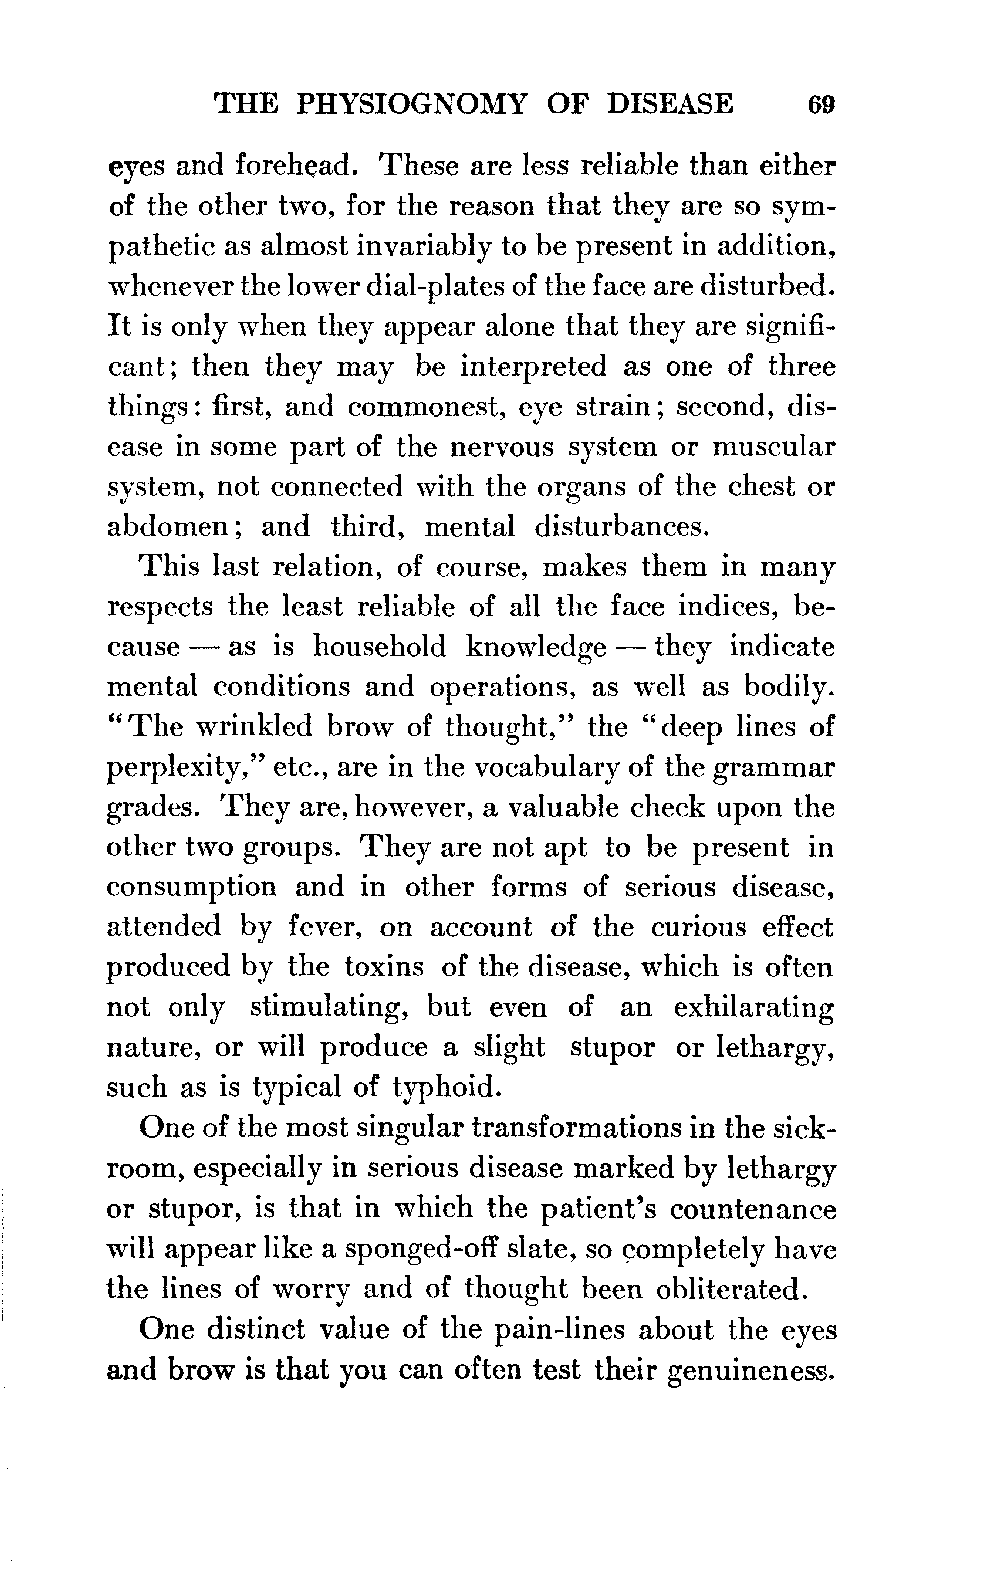 THE PHYSIOGNOMY OF DISEASE 69
eyes and forehead. These are less reliable than either
of the other two, for the reason that they are so sym-
pathetic as almost invariably to be present in addition,
whenever the lower dial-plates of the face are disturbed.
It is only when they appear alone that they are signifi-
cant; then they may be interpreted as one of three
things: first, and commonest, eye strain; second, dis-
ease in some part of the nervous system or muscular
system, not connected with the organs of the chest or
abdomen; and third, mental disturbances.
This last relation, of course, makes them in many
respects the least reliable of all the face indices, be-
cause — as is household knowledge — they indicate
mental conditions and operations, as well as bodily.
"The wrinkled brow of thought," the "deep lines of
perplexity," etc., are in the vocabulary of the grammar
grades. They are, however, a valuable check upon the
other two groups. They are not apt to be present in
consumption and in other forms of serious disease,
attended by fever, on account of the curious effect
produced by the toxins of the disease, which is often
not only stimulating, but even of an exhilarating
nature, or will produce a slight stupor or lethargy,
such as is typical of typhoid.
One of the most singular transformations in the sick-
room, especially in serious disease marked by lethargy
or stupor, is that in which the patient's countenance
will appear like a sponged-off slate, so completely have
the lines of worry and of thought been obliterated.
One distinct value of the pain-lines about the eyes
and brow is that you can often test their genuineness.